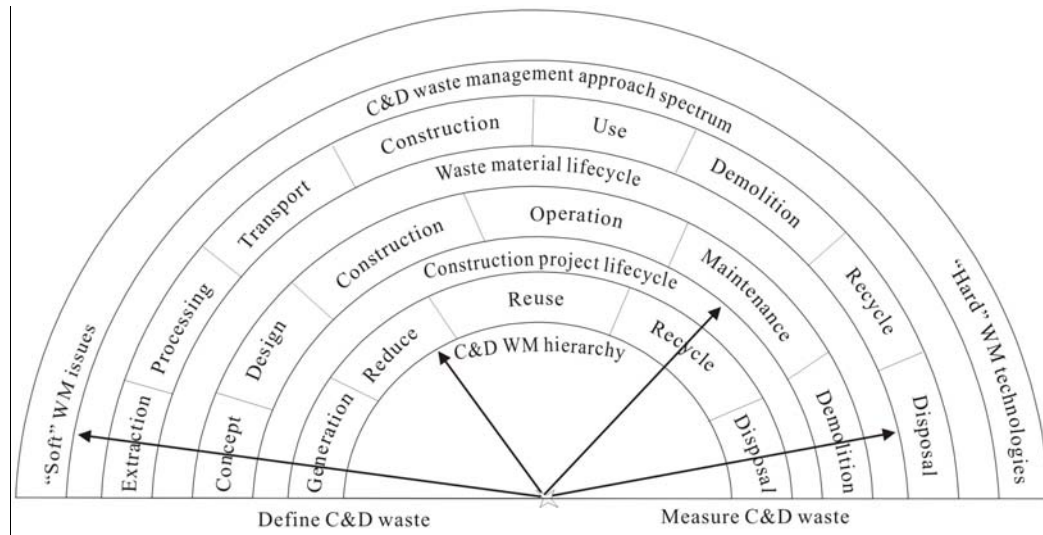 C&D waste management approach spectrum
"Soft" WM issues
"Hard" WM technologies
Extraction
Processing
Transport
Construction
Use
Demolition
Recycle
Disposal
Waste material lifecycle
Concept
Design
Construction
Operation
Maintenance
Demolition
Construction project lifecycle
Generation
Reduce
Reuse
Recycle
Disposal
C&D WM hierarchy
Define C&D waste
Measure C&D waste